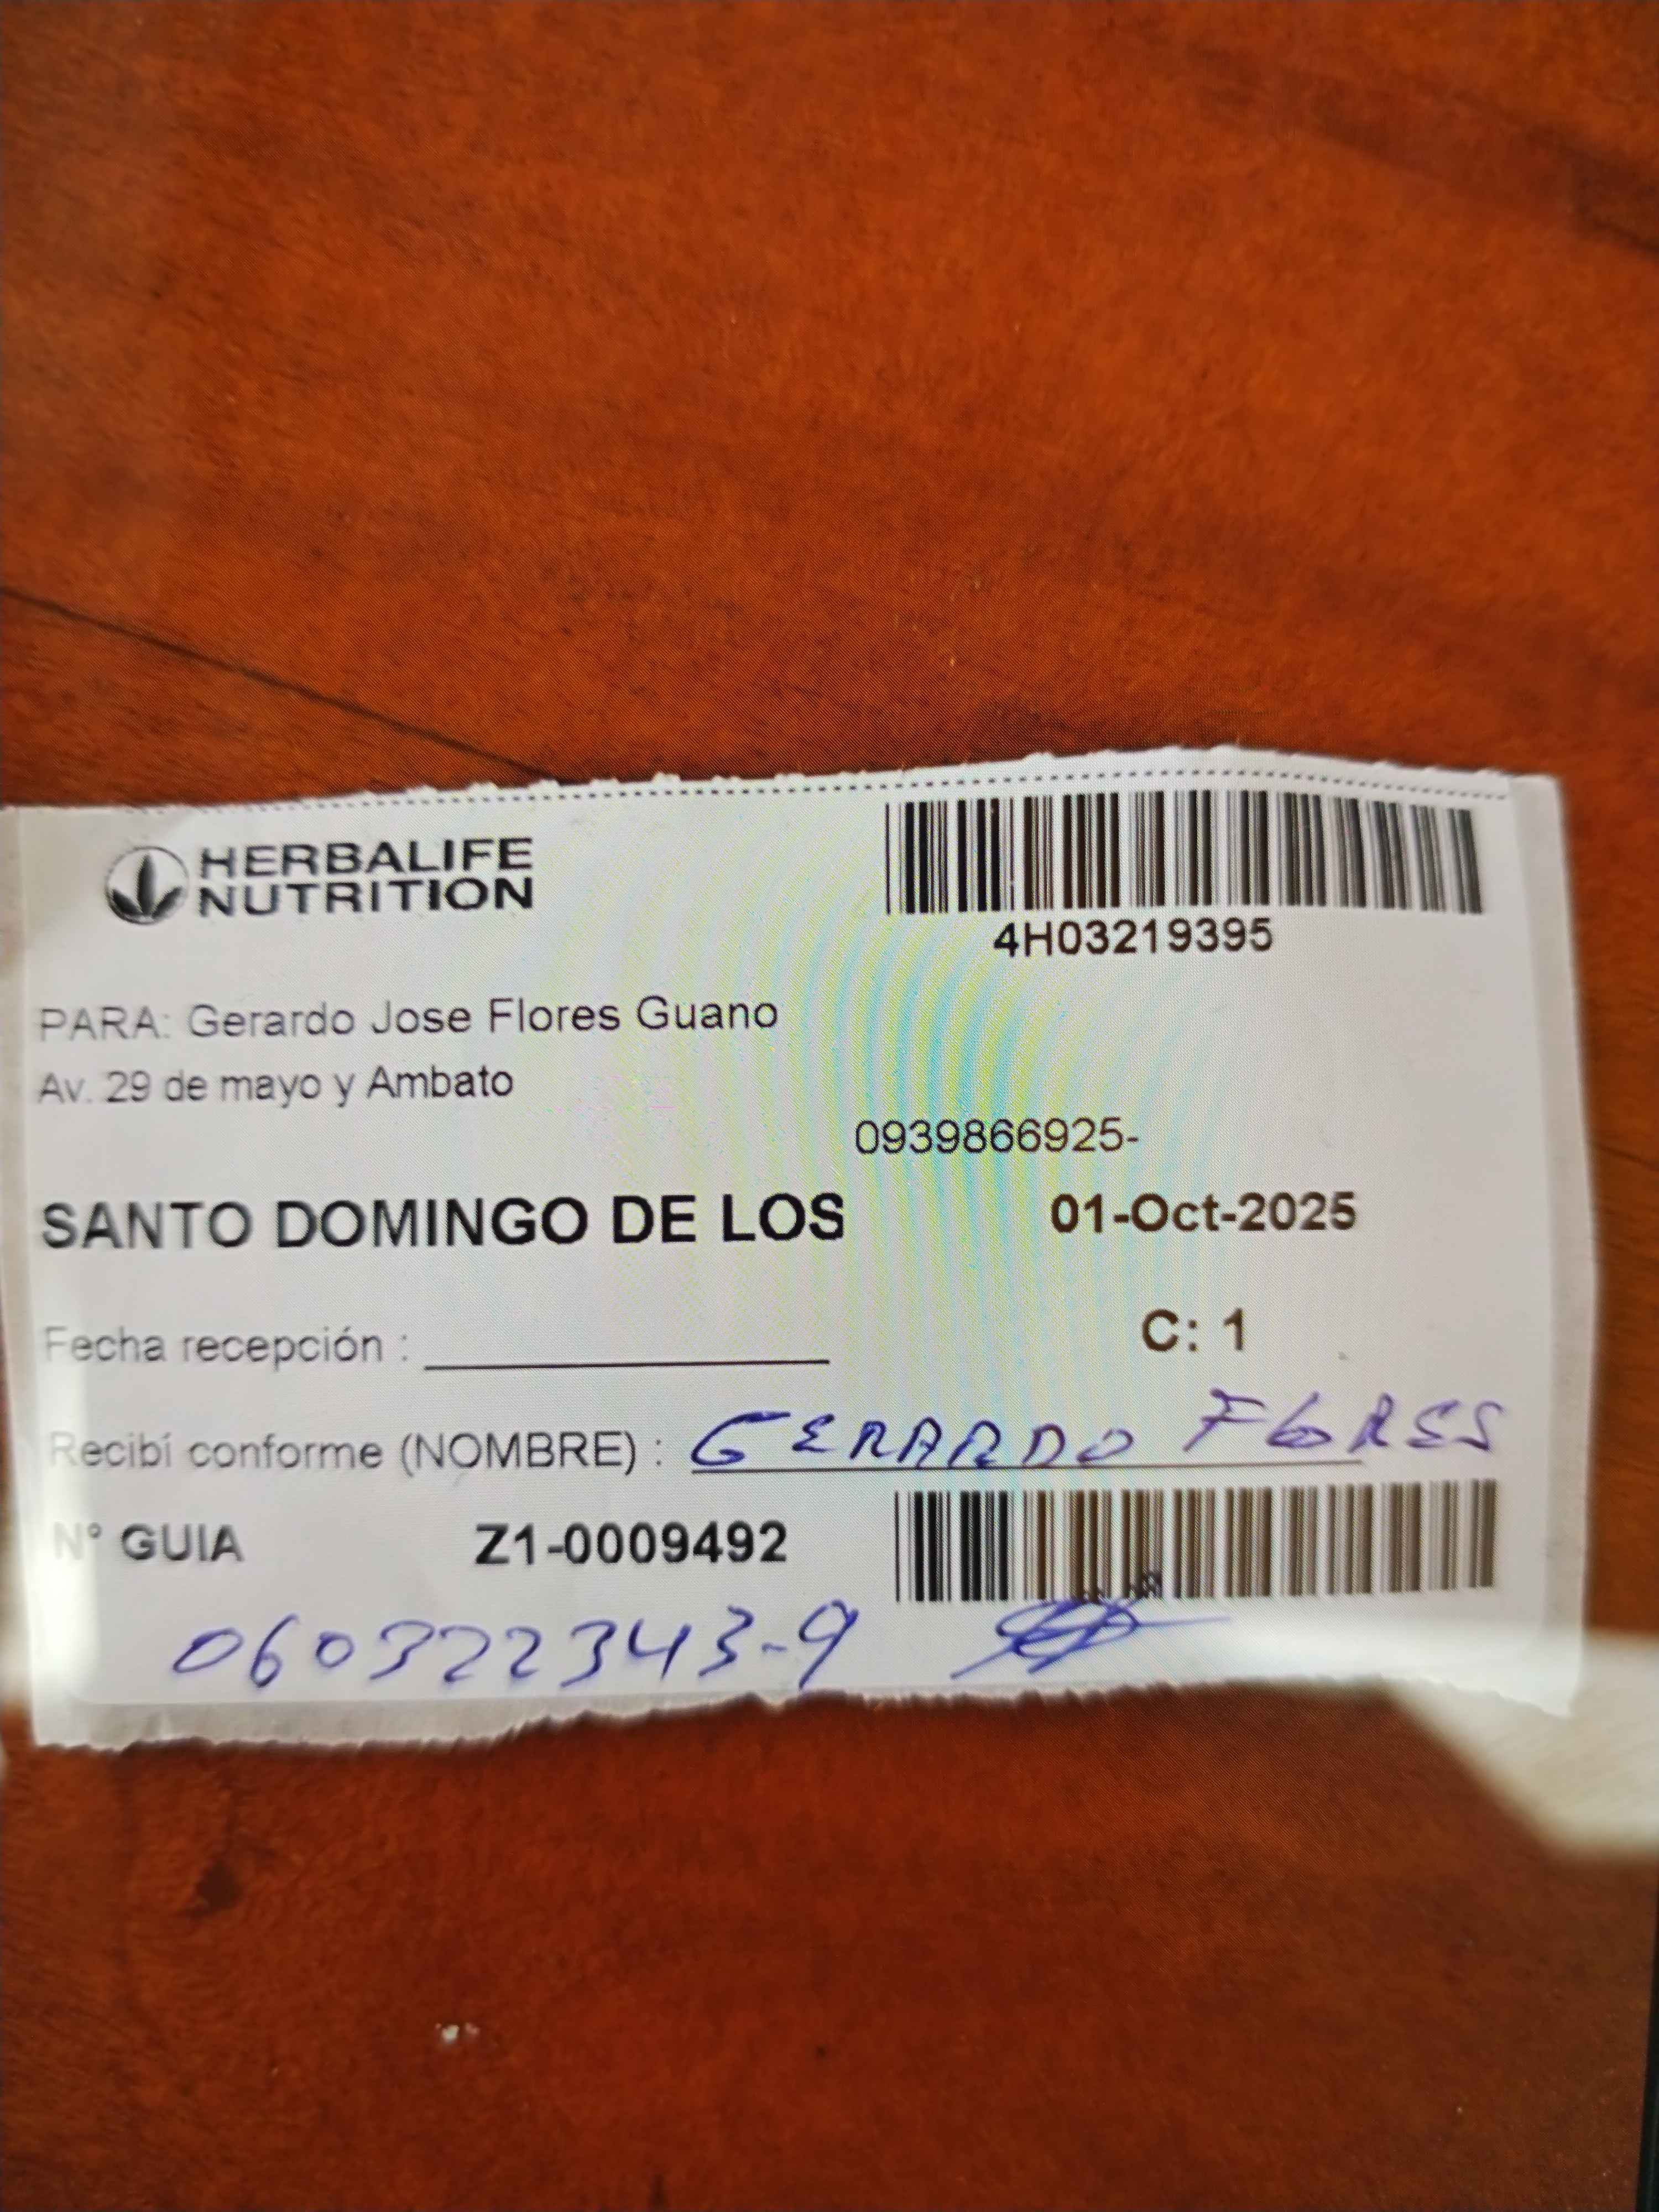 HERBALIFE
NUTRITION
4H03219395
PARA: Gerardo Jose Flores Guano
Av. 29 de mayo y Ambato
0939866925-
SANTO DOMINGO DE LOS 01-Oct-2025
C: 1
Fecha recepción :
Recibí conforme (NOMBRE) : GERARDO FLORES
N° GUIA Z1-0009492
060322343-9